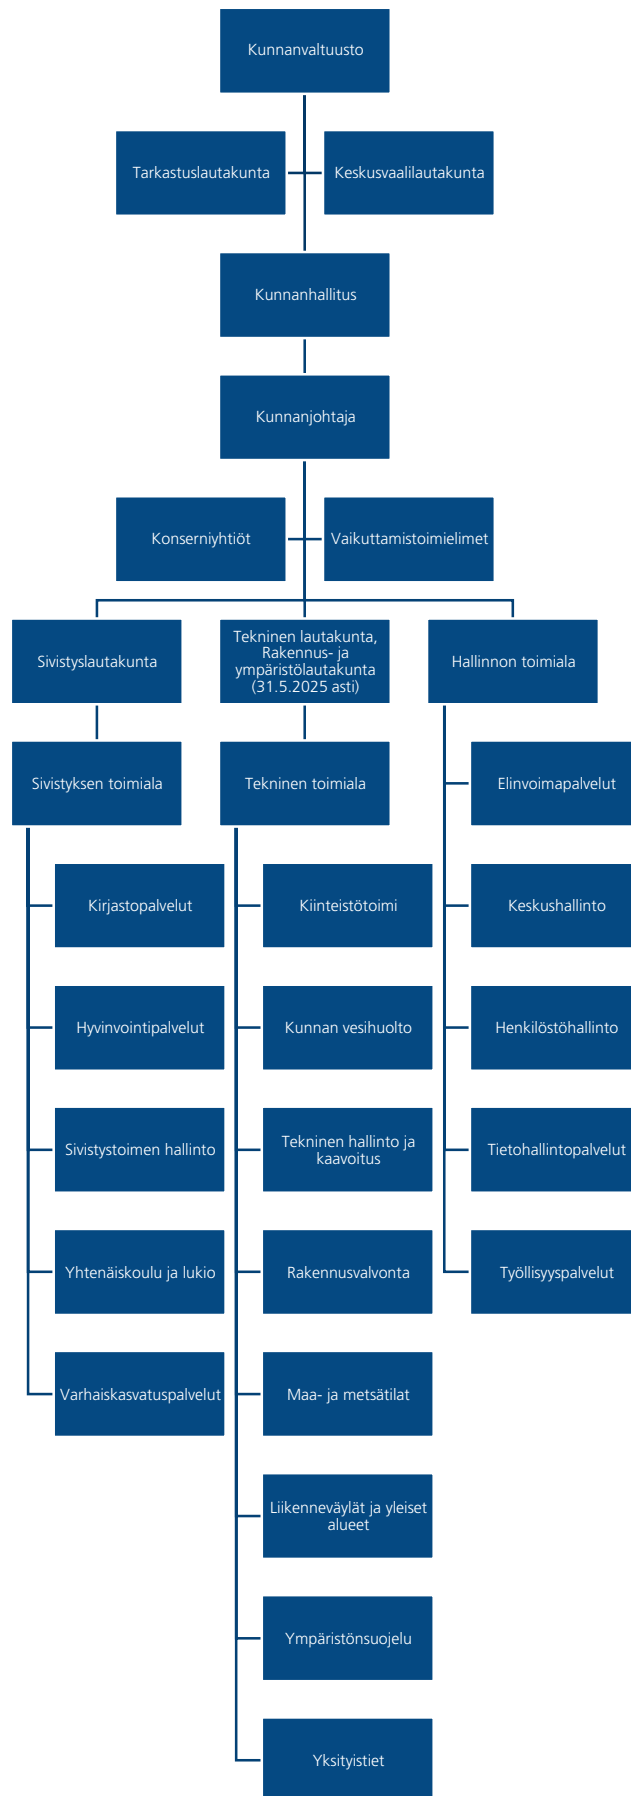 Kunnanvaltuusto
Tarkastuslautakunta
Keskusvaalilautakunta
Kunnanhallitus
Kunnanjohtaja
Konserniyhtiöt
Vaikuttamistoimielimet
Sivistyslautakunta
Tekninen lautakunta,
Rakennus- ja
ympäristölautakunta
(31.5.2025 asti)
Hallinnon toimiala
Sivistyksen toimiala
Tekninen toimiala
Elinvoimapalvelut
Kirjastopalvelut
Kiinteistötoimi
Keskushallinto
Hyvinvointipalvelut
Kunnan vesihuolto
Henkilöstöhallinto
Sivistystoimen hallinto
Tekninen hallinto ja
kaavoitus
Tietohallintopalvelut
Yhtenäiskoulu ja lukio
Rakennusvalvonta
Työllisyyspalvelut
Varhaiskasvatuspalvelut
Maa- ja metsätilat
Liikenneväylät ja yleiset
alueet
Ympäristönsuojelu
Yksityistiet